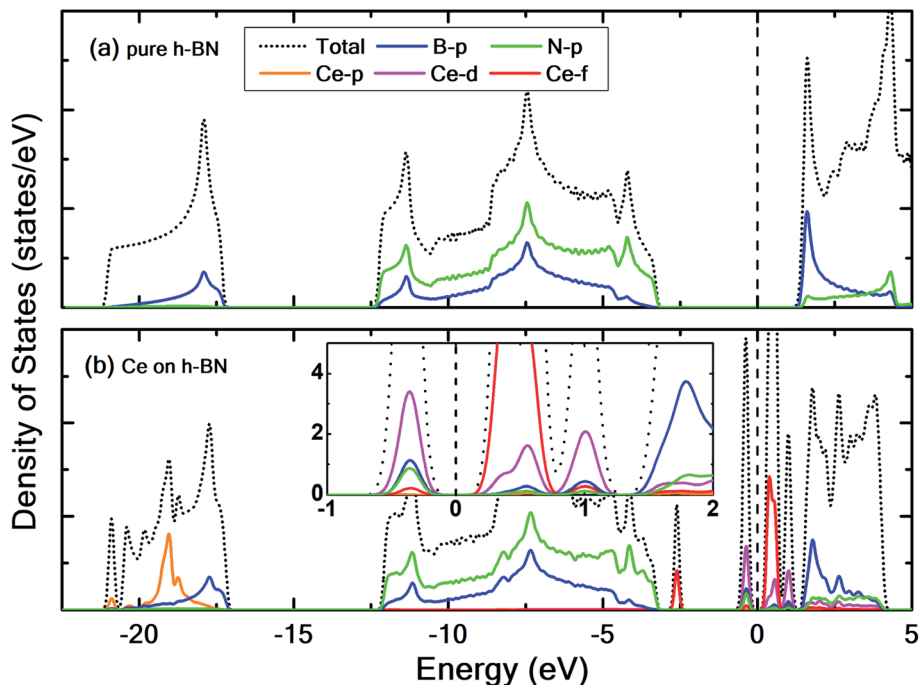 (a) pure h-BN
Total B-p N-p
Ce-p Ce-d Ce-f
Density of States (states/eV)
(b) Ce on h-BN
4
2
0
-1 0 1 2
-20 -15 -10 -5 0 5
Energy (eV)